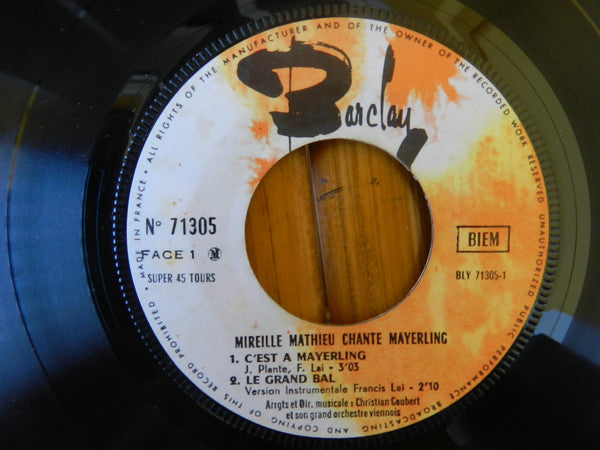 ALL RIGHTS OF THE MANUFACTURER AND OF THE OWNER OF THE RECORDED WORK RESERVED UNAUTHORIZED PUBLIC PERFORMANCE BROADCASTING AND COPYING OF THIS RECORD PROHIBITED • MADE IN FRANCE •
Barclay
N° 71305
FACE 1 M
SUPER 45 TOURS
BIEM
BLY 71305-1
MIREILLE MATHIEU CHANTE MAYERLING
1. C'EST A MAYERLING
J. Plante, F. Lai - 3'05
2. LE GRAND BAL
Version Instrumentale Francis Lai - 2'10
Arrgts et Dir. musicale : Christian Gaubert
et son grand orchestre viennois